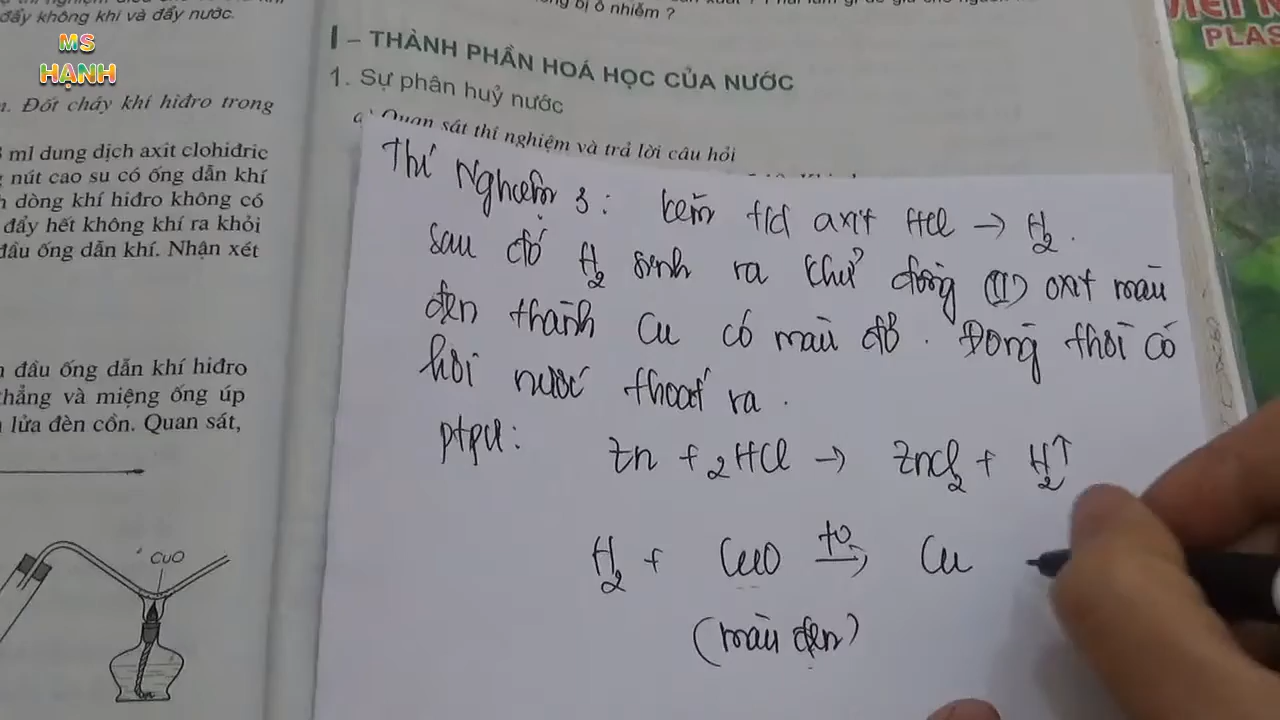 đẩy không khí và đẩy nước.
MS
HẠNH
bị ô nhiễm ?
I – THÀNH PHẦN HOÁ HỌC CỦA NƯỚC
1. Sự phân huỷ nước
Quan sát thí nghiệm và trả lời câu hỏi
Đốt cháy khí hiđro trong
ml dung dịch axit clohiđric
nút cao su có ống dẫn khí
dòng khí hiđro không có
đẩy hết không khí ra khỏi
đầu ống dẫn khí. Nhận xét
đầu ống dẫn khí hiđro
thẳng và miệng ống úp
lửa đèn cồn. Quan sát,
CuO
Thí Nghiệm 3: kẽm t/d axit HCl → H₂.
sau đó H₂ sinh ra khử đồng (II) oxit màu
đen thành Cu có màu đỏ. Đồng thời có
hơi nước thoát ra.
ptpư: Zn + 2HCl → ZnCl₂ + H₂↑
H₂ + CuO t⁰→ Cu
(màu đen)
VIỆT N
PLAS